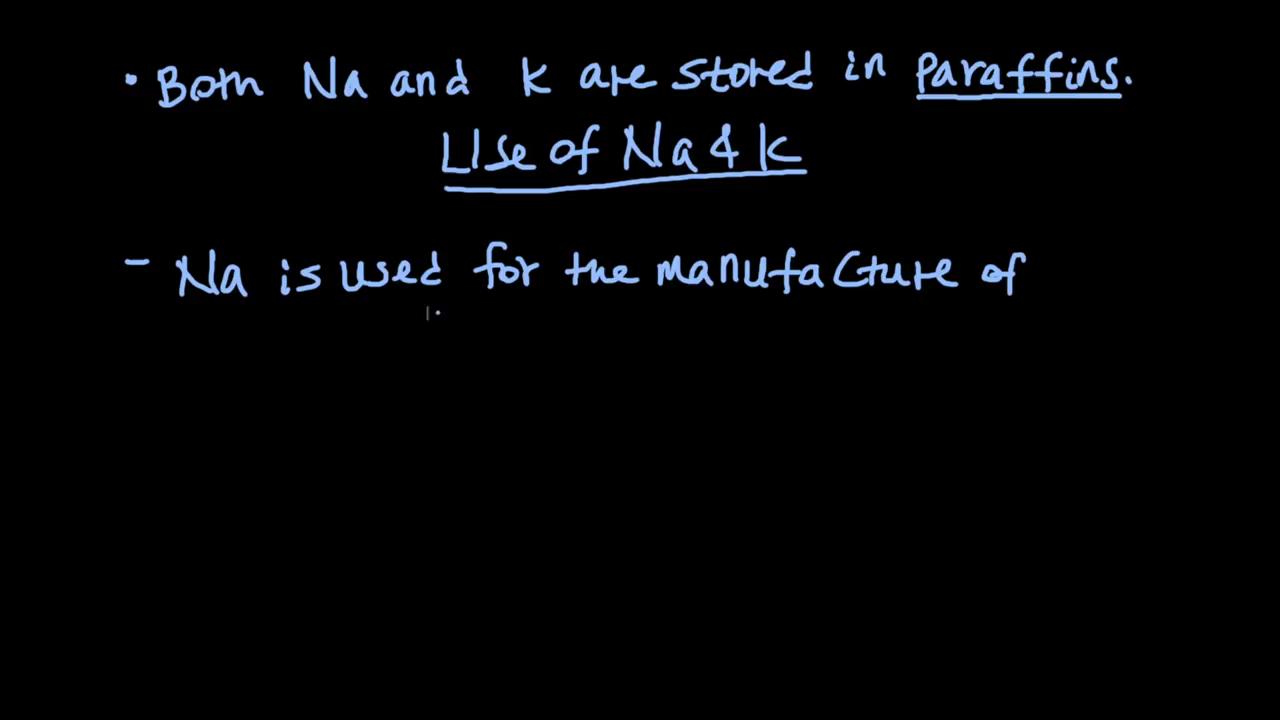 • Both Na and K are stored in Paraffins.
Use of Na & K
- Na is used for the manufacture of